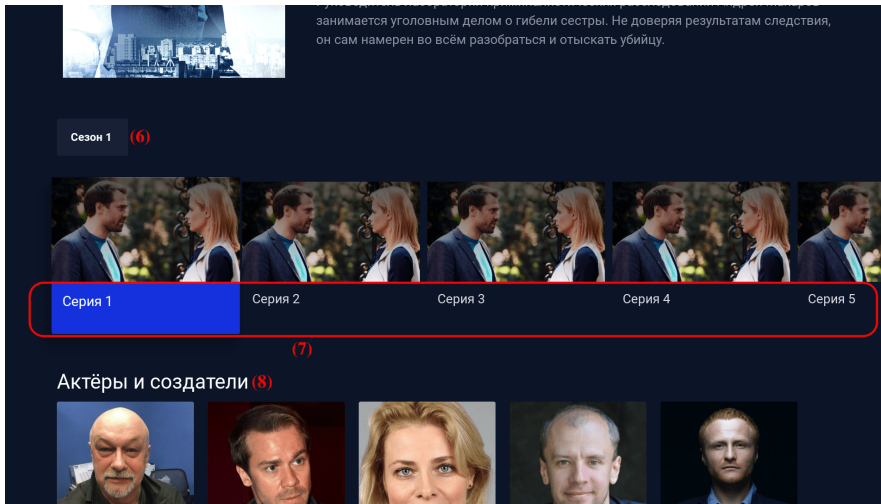 занимается уголовным делом о гибели сестры. Не доверяя результатам следствия,
он сам намерен во всём разобраться и отыскать убийцу.
Сезон 1 (6)
Серия 1 Серия 2 Серия 3 Серия 4 Серия 5
(7)
Актёры и создатели (8)